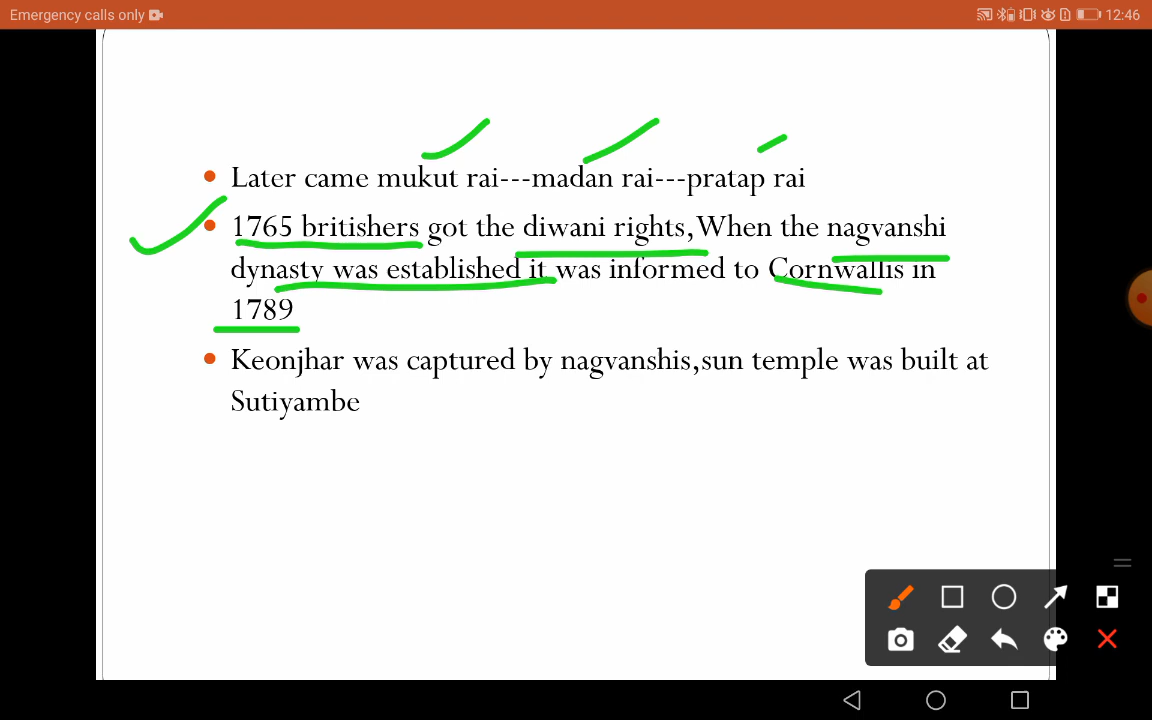 Emergency calls only
12:46
Later came mukut rai---madan rai---pratap rai
1765 britishers got the diwani rights,When the nagvanshi
dynasty was established it was informed to Cornwallis in
1789
Keonjhar was captured by nagvanshis,sun temple was built at
Sutiyambe